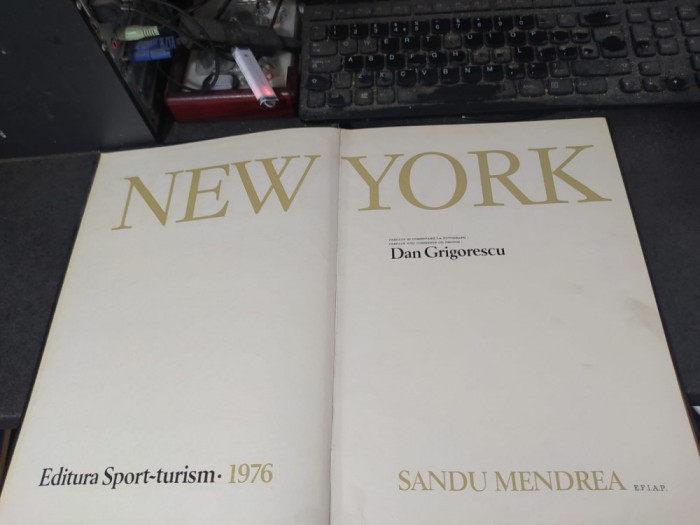 NEW YORK
Dan Grigorescu
Editura Sport-turism · 1976
SANDU MENDREA E.F.I.A.P.